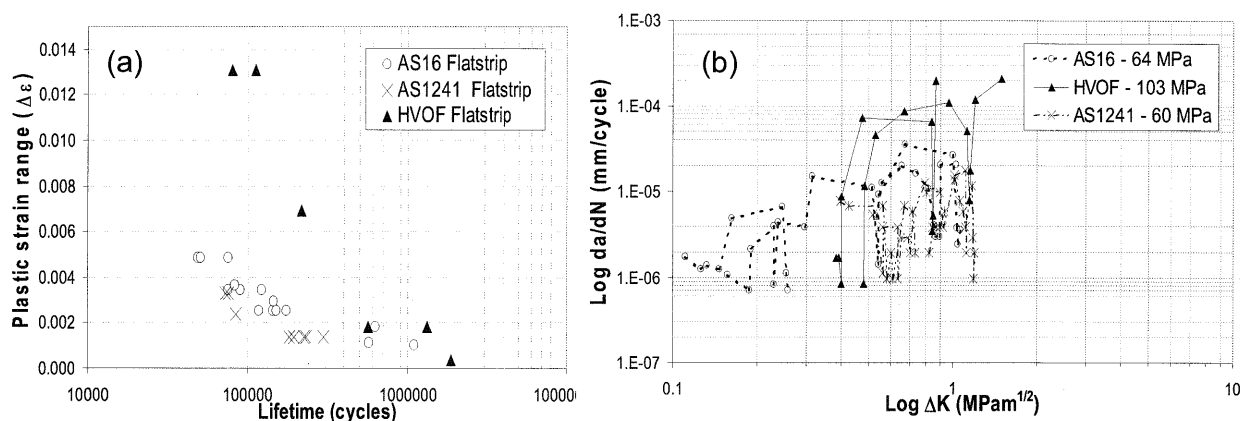 (a)
AS16 Flatstrip
AS1241 Flatstrip
HVOF Flatstrip
Plastic strain range (Δε)
0.014
0.012
0.010
0.008
0.006
0.004
0.002
0.000
10000
100000
1000000
1000000
Lifetime (cycles)
(b)
AS16 - 64 MPa
HVOF - 103 MPa
AS1241 - 60 MPa
Log da/dN (mm/cycle)
1.E-03
1.E-04
1.E-05
1.E-06
1.E-07
0.1
1
10
Log ΔK (MPam1/2)